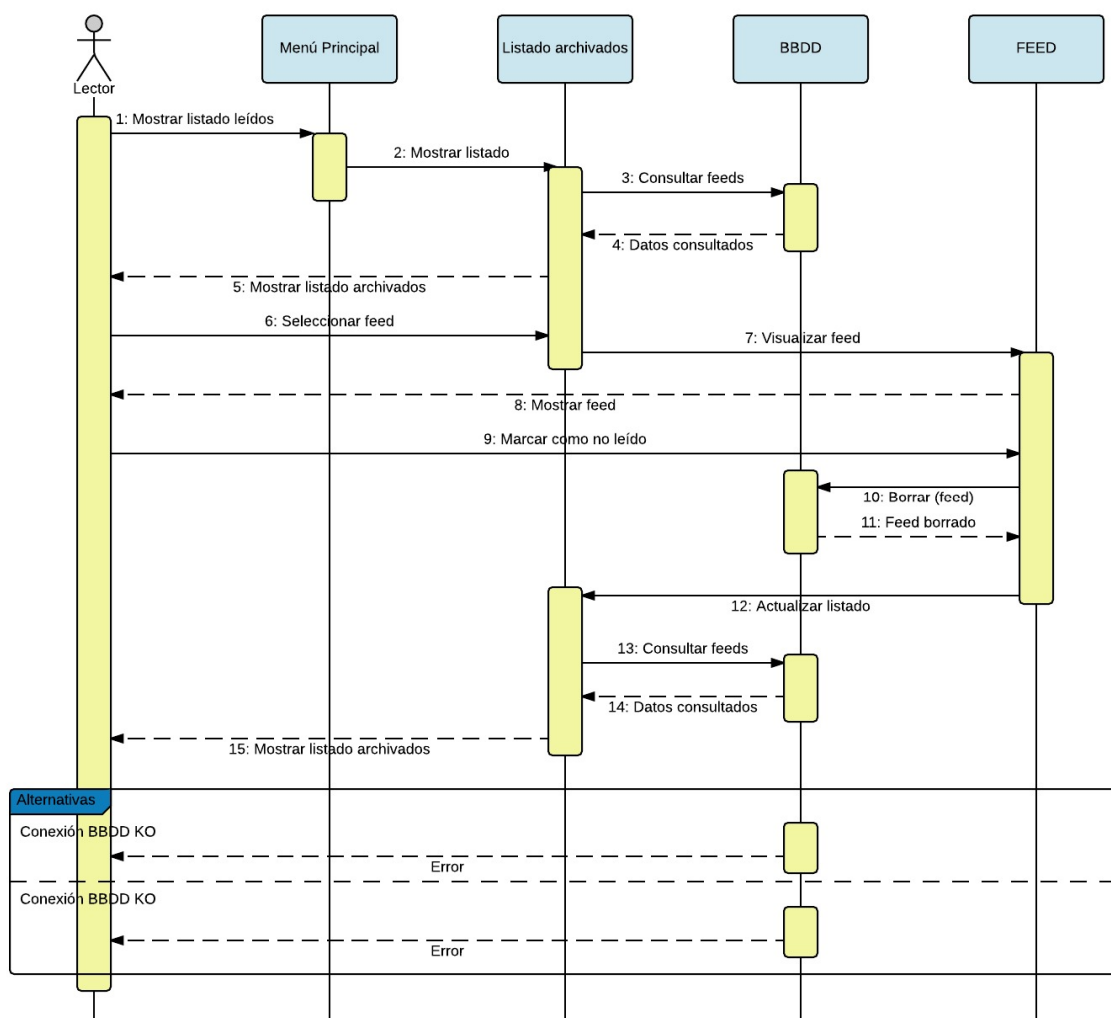 Menú Principal
Listado archivados
BBDD
FEED
Lector
1: Mostrar listado leídos
2: Mostrar listado
3: Consultar feeds
4: Datos consultados
5: Mostrar listado archivados
6: Seleccionar feed
7: Visualizar feed
8: Mostrar feed
9: Marcar como no leído
10: Borrar (feed)
11: Feed borrado
12: Actualizar listado
13: Consultar feeds
14: Datos consultados
15: Mostrar listado archivados
Alternativas
Conexión BBDD KO
Error
Conexión BBDD KO
Error